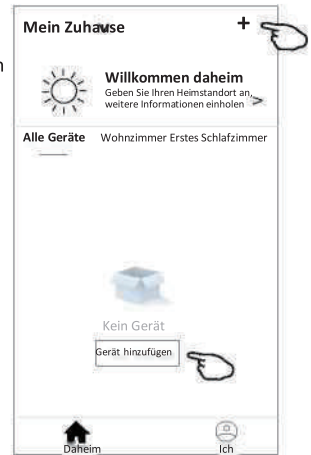 Mein Zuhause +
Willkommen daheim
Geben Sie Ihren Heimstandort an,
weitere Informationen einholen >
Alle Geräte Wohnzimmer Erstes Schlafzimmer
Kein Gerät
Gerät hinzufügen
Daheim Ich